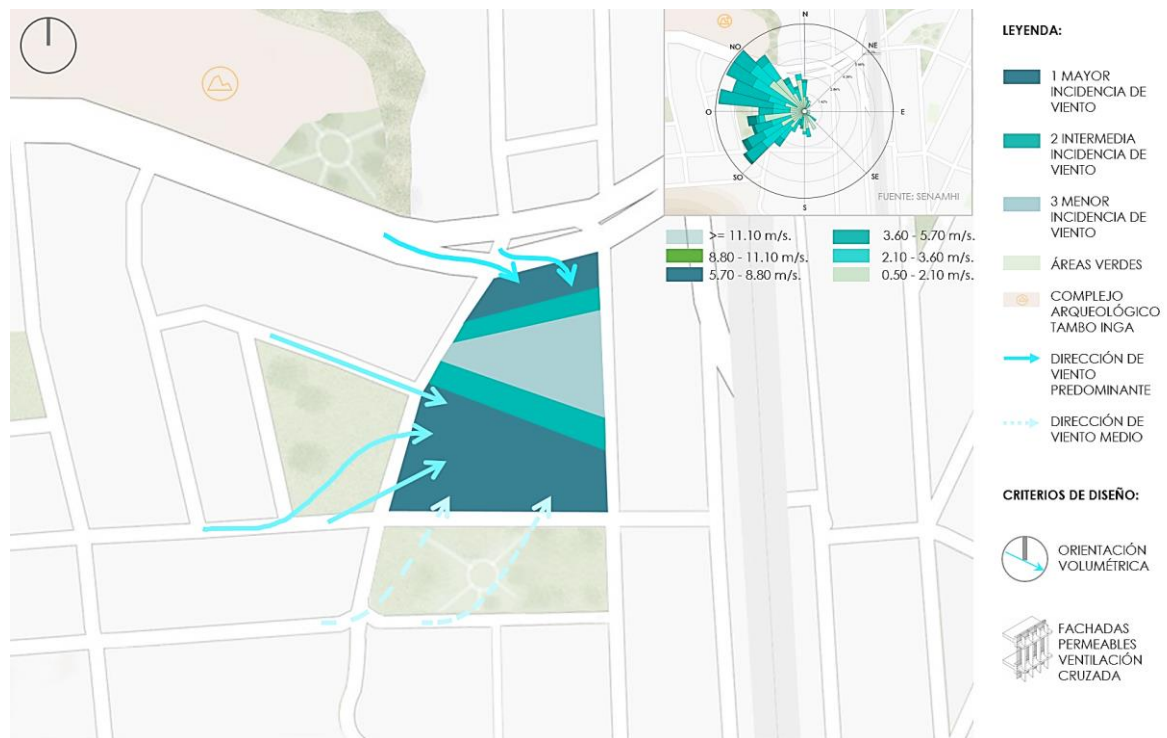 N
NO
NE
O
E
SO
SE
S
FUENTE: SENAMHI
>= 11.10 m/s.
3.60 - 5.70 m/s.
8.80 - 11.10 m/s.
2.10 - 3.60 m/s.
5.70 - 8.80 m/s.
0.50 - 2.10 m/s.
LEYENDA:
1 MAYOR
INCIDENCIA DE
VIENTO
2 INTERMEDIA
INCIDENCIA DE
VIENTO
3 MENOR
INCIDENCIA DE
VIENTO
ÁREAS VERDES
COMPLEJO
ARQUEOLÓGICO
TAMBO INGA
DIRECCIÓN DE
VIENTO
PREDOMINANTE
DIRECCIÓN DE
VIENTO MEDIO
CRITERIOS DE DISEÑO:
ORIENTACIÓN
VOLUMÉTRICA
FACHADAS
PERMEABLES
VENTILACIÓN
CRUZADA